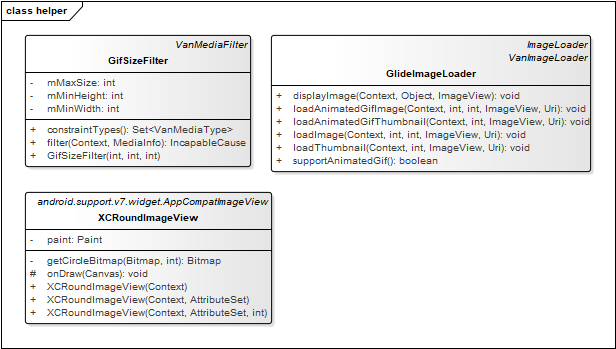 class helper
VanMediaFilter
GifSizeFilter
- mMaxSize: int
- mMinHeight: int
- mMinWidth: int
+ constraintTypes(): Set<VanMediaType>
+ filter(Context, MediaInfo): IncapableCause
+ GifSizeFilter(int, int, int)
ImageLoader
VanImageLoader
GlideImageLoader
+ displayImage(Context, Object, ImageView): void
+ loadAnimatedGifImage(Context, int, int, ImageView, Uri): void
+ loadAnimatedGifThumbnail(Context, int, ImageView, Uri): void
+ loadImage(Context, int, int, ImageView, Uri): void
+ loadThumbnail(Context, int, ImageView, Uri): void
+ supportAnimatedGif(): boolean
android.support.v7.widget.AppCompatImageView
XCRoundImageView
- paint: Paint
- getCircleBitmap(Bitmap, int): Bitmap
# onDraw(Canvas): void
+ XCRoundImageView(Context)
+ XCRoundImageView(Context, AttributeSet)
+ XCRoundImageView(Context, AttributeSet, int)